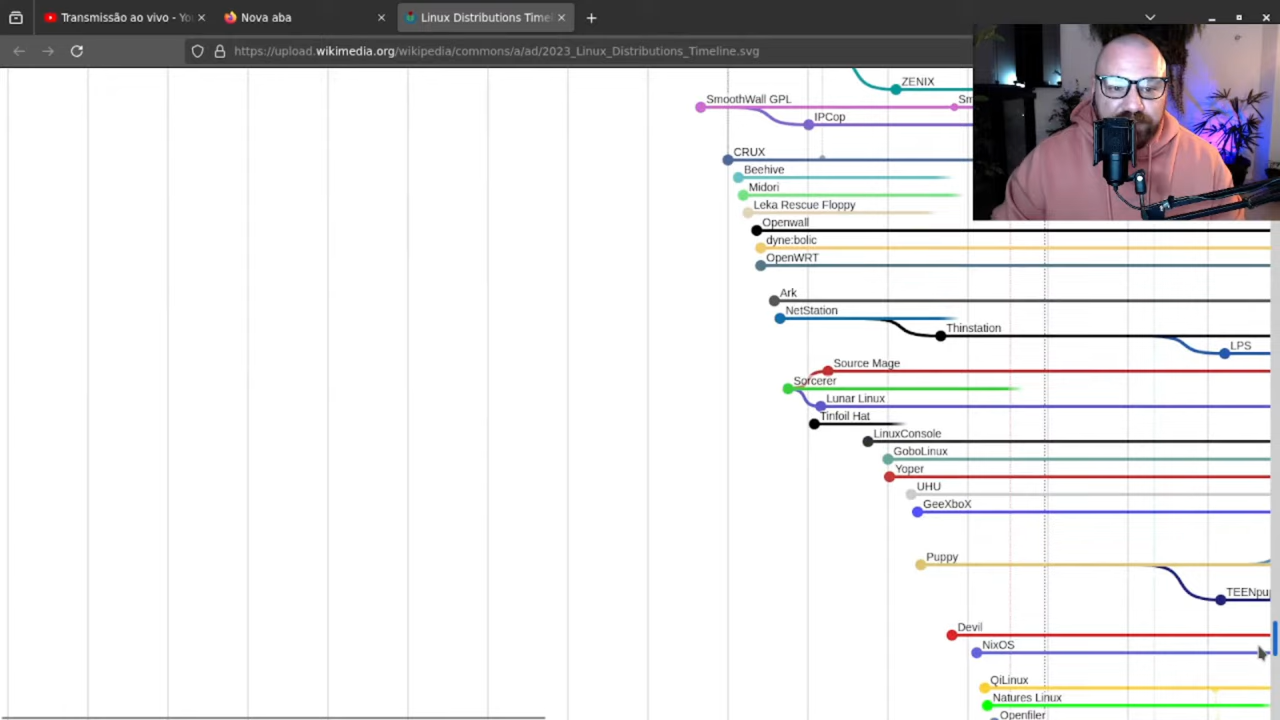 Transmissão ao vivo - Yo
Nova aba
Linux Distributions Timel
https://upload.wikimedia.org/wikipedia/commons/a/ad/2023_Linux_Distributions_Timeline.svg
ZENIX
SmoothWall GPL
Sm
IPCop
CRUX
Beehive
Midori
Leka Rescue Floppy
Openwall
dyne:bolic
OpenWRT
Ark
NetStation
Thinstation
LPS
Source Mage
Sorcerer
Lunar Linux
Tinfoil Hat
LinuxConsole
GoboLinux
Yoper
UHU
GeeXboX
Puppy
TEENpu
Devil
NixOS
QiLinux
Natures Linux
Openfiler